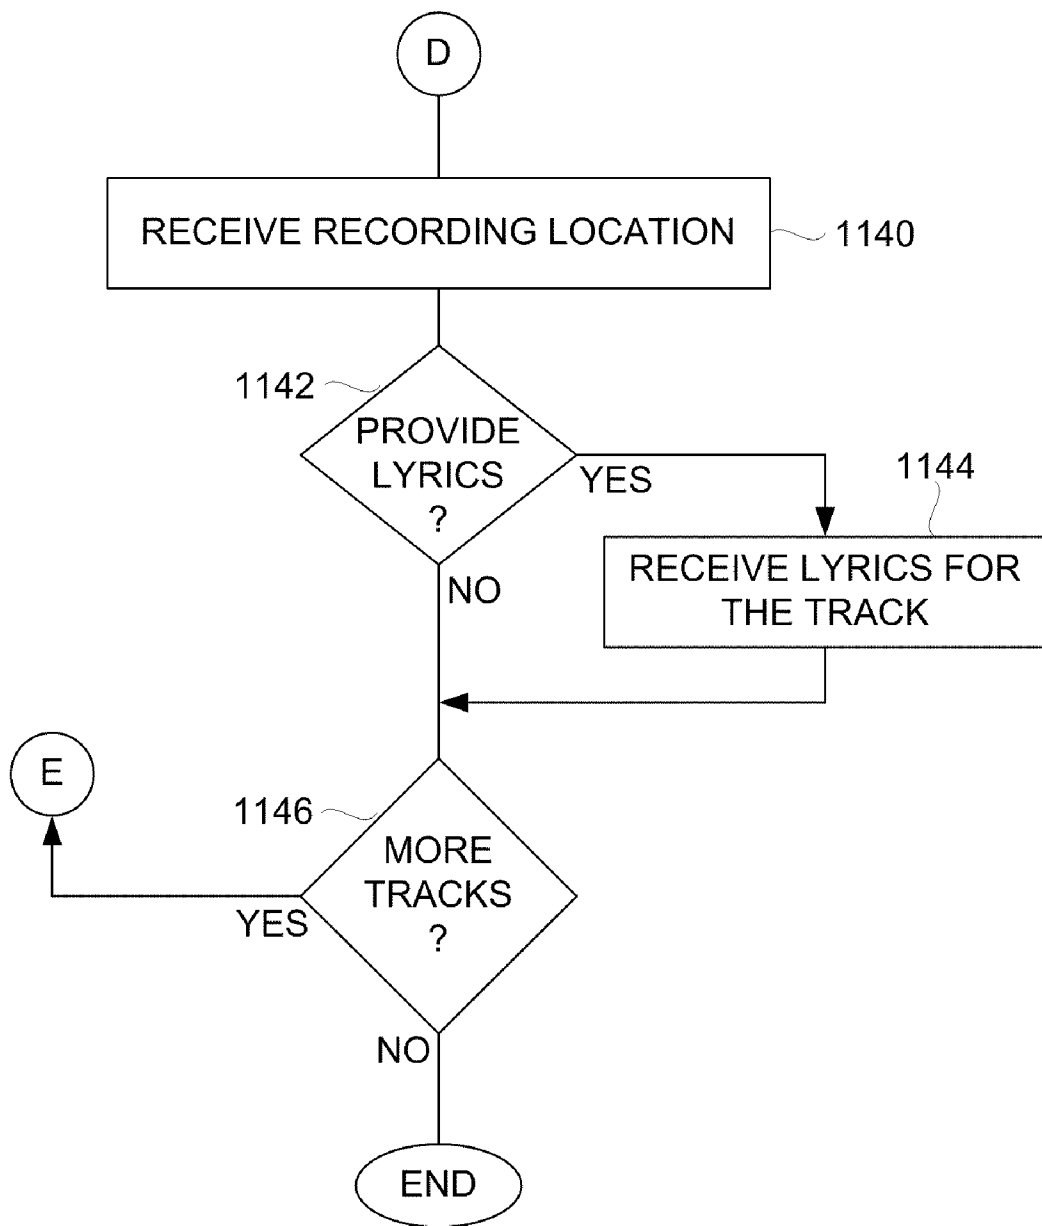 D
RECEIVE RECORDING LOCATION
1140
1142
PROVIDE
LYRICS
?
YES
NO
1144
RECEIVE LYRICS FOR
THE TRACK
E
1146
MORE
TRACKS
?
YES
NO
END